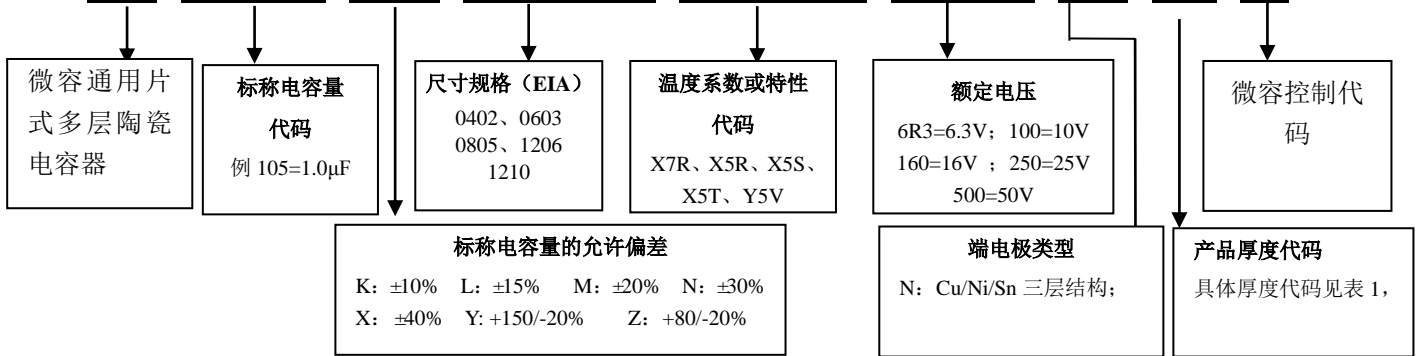 微容通用片
式多层陶瓷
电容器
标称电容量
代码
例 105=1.0μF
尺寸规格（EIA）
0402、0603
0805、1206
1210
温度系数或特性
代码
X7R、X5R、X5S、
X5T、Y5V
额定电压
6R3=6.3V；100=10V
160=16V ；250=25V
500=50V
微容控制代
码
标称电容量的允许偏差
K：±10% L：±15% M：±20% N：±30%
X：±40% Y: +150/-20% Z：+80/-20%
端电极类型
N：Cu/Ni/Sn 三层结构；
产品厚度代码
具体厚度代码见表 1，